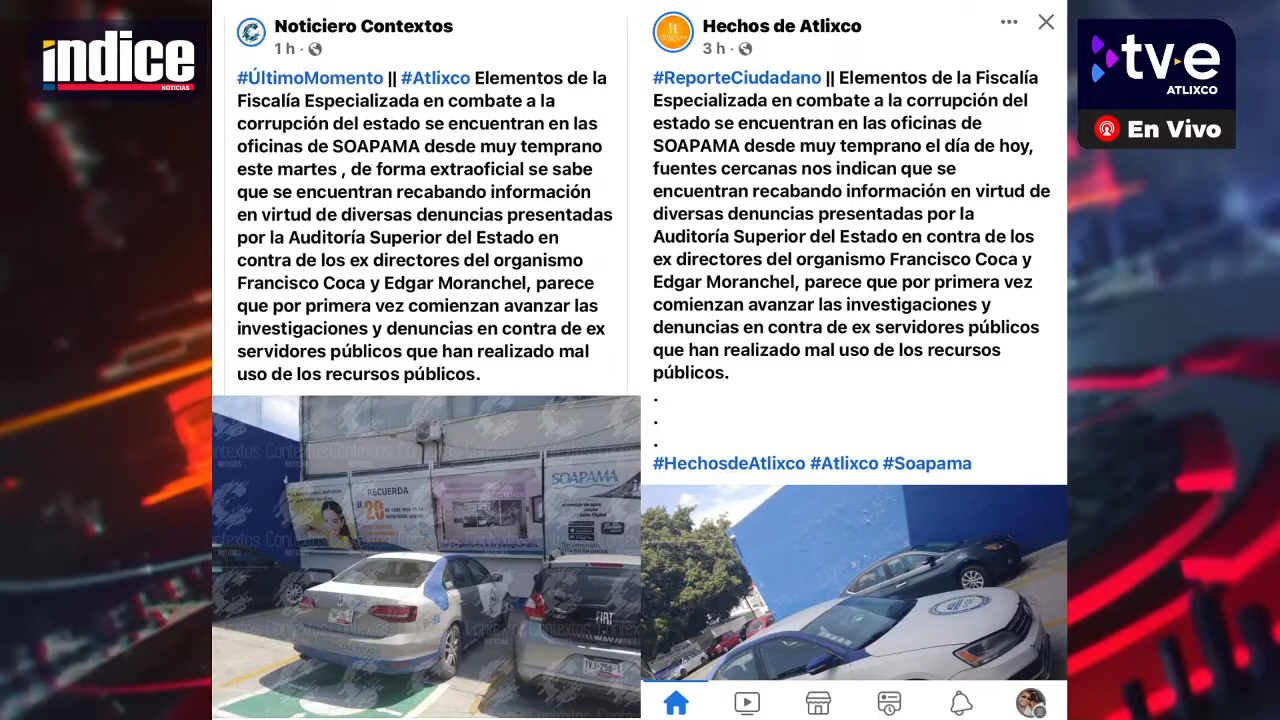 índice
NOTICIAS
Noticiero Contextos
1 h ·
#ÚltimoMomento || #Atlixco Elementos de la
Fiscalía Especializada en combate a la
corrupción del estado se encuentran en las
oficinas de SOAPAMA desde muy temprano
este martes , de forma extraoficial se sabe
que se encuentran recabando información
en virtud de diversas denuncias presentadas
por la Auditoría Superior del Estado en
contra de los ex directores del organismo
Francisco Coca y Edgar Moranchel, parece
que por primera vez comienzan avanzar las
investigaciones y denuncias en contra de ex
servidores públicos que han realizado mal
uso de los recursos públicos.
Contextos
NOTICIAS
RECUERDA
20
SOAPAMA
FIAT
Hechos de Atlixco
3 h ·
#ReporteCiudadano || Elementos de la Fiscalía
Especializada en combate a la corrupción del
estado se encuentran en las oficinas de
SOAPAMA desde muy temprano el día de hoy,
fuentes cercanas nos indican que se
encuentran recabando información en virtud de
diversas denuncias presentadas por la
Auditoría Superior del Estado en contra de los
ex directores del organismo Francisco Coca y
Edgar Moranchel, parece que por primera vez
comienzan avanzar las investigaciones y
denuncias en contra de ex servidores públicos
que han realizado mal uso de los recursos
públicos.
.
.
.
#HechosdeAtlixco #Atlixco #Soapama
tv-e
ATLIXCO
En Vivo